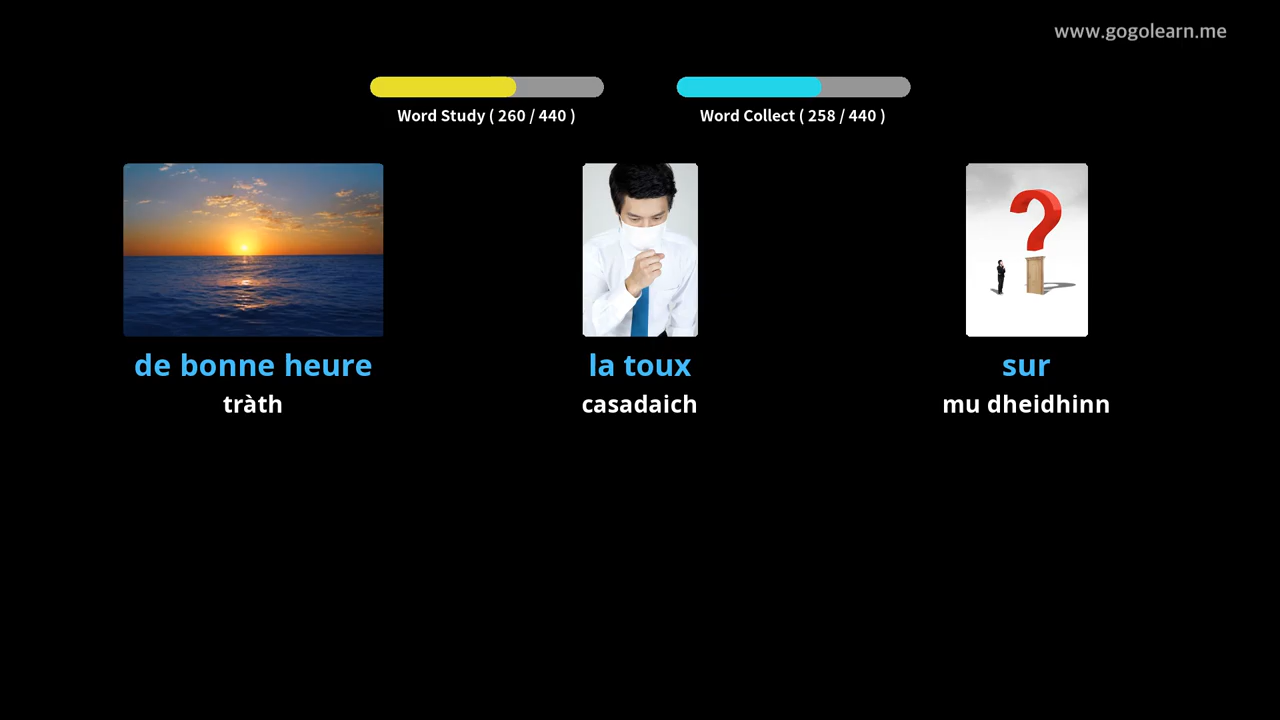 www.gogolearn.me
Word Study ( 260 / 440 )
Word Collect ( 258 / 440 )
de bonne heure
tràth
la toux
casadaich
sur
mu dheidhinn